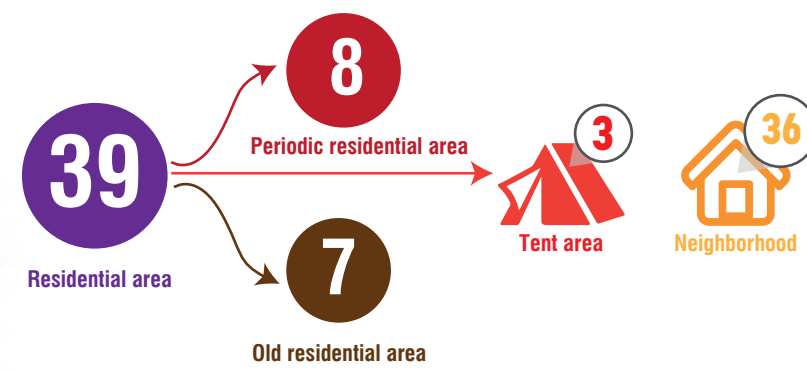 8
Periodic residential area
39
Residential area
3
Tent area
36
Neighborhood
7
Old residential area